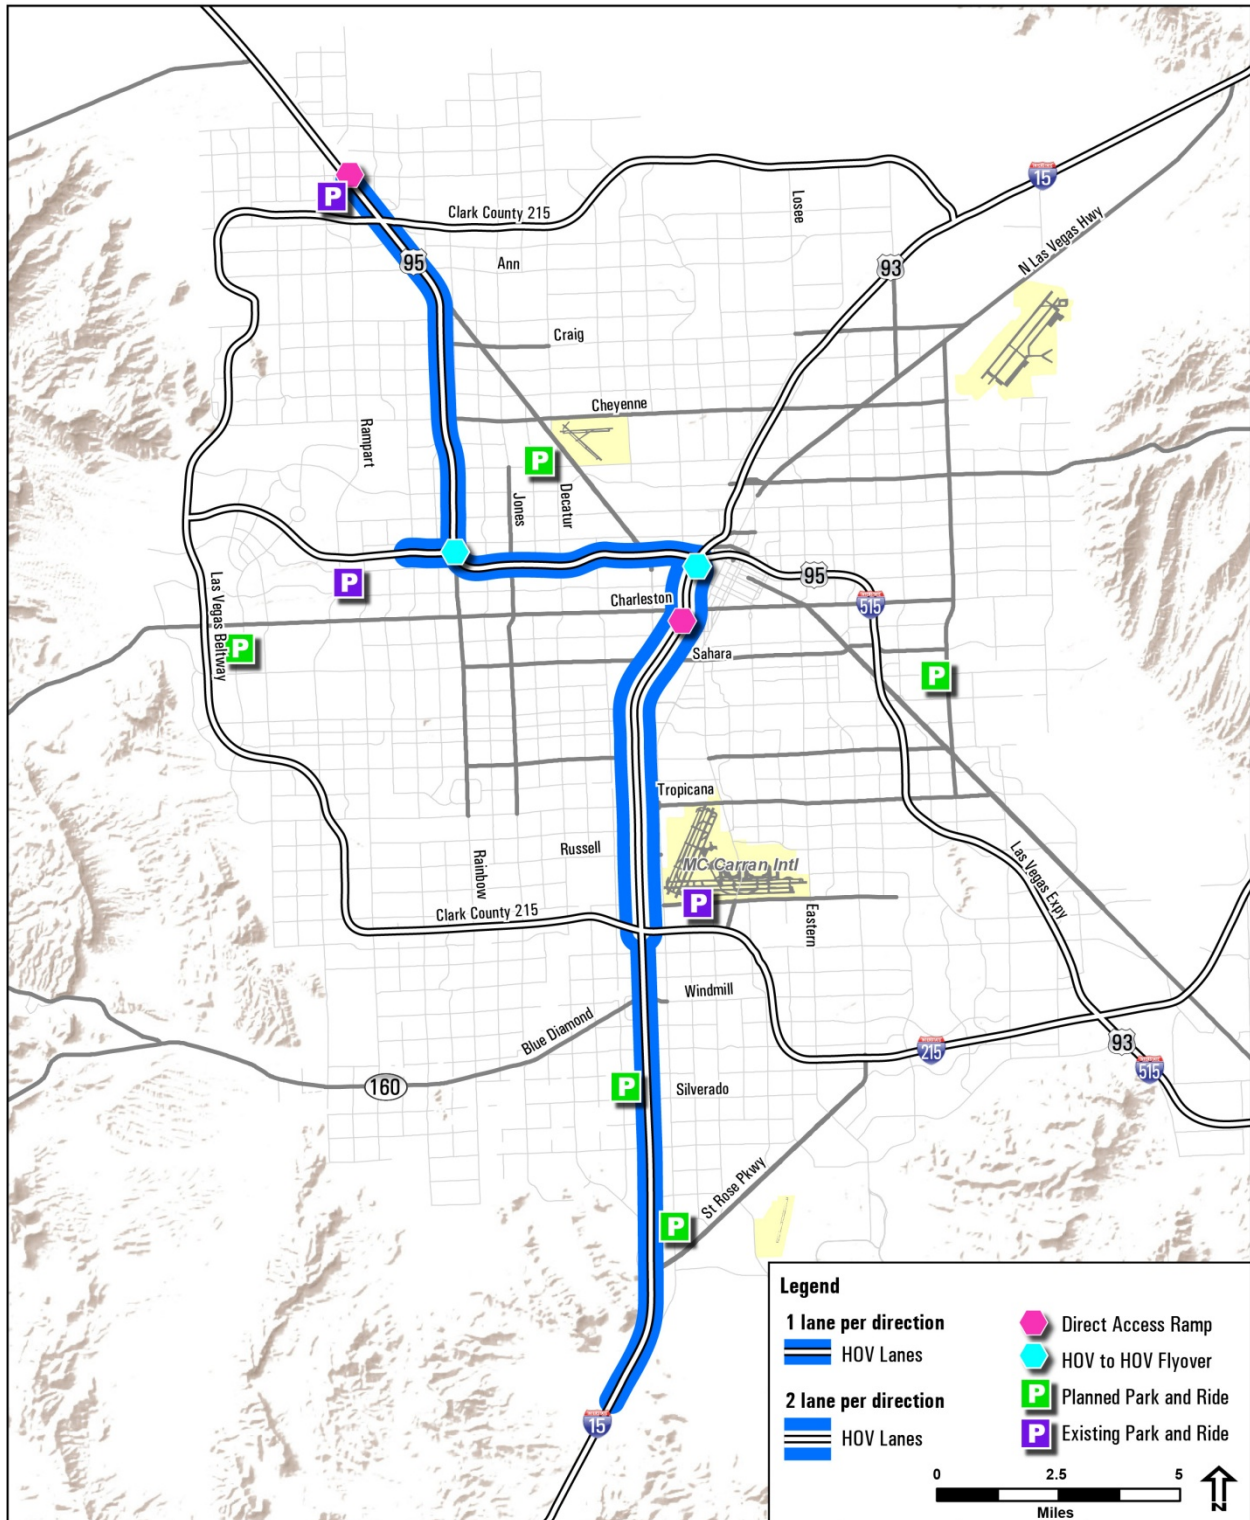 15
Losee
Clark County 215
N Las Vegas Hwy
P
95
Ann
93
Craig
Cheyenne
Rampart
P
Decatur
Jones
P
95
Las Vegas Beltway
Charleston
515
P
Sahara
P
Tropicana
MC Carran Intl
Russell
Rainbow
Las Vegas Expy
P
Eastern
Clark County 215
Windmill
Blue Diamond
93
215
515
160
P
Silverado
St Rose Pkwy
P
15
Legend
1 lane per direction
HOV Lanes
2 lane per direction
HOV Lanes
Direct Access Ramp
HOV to HOV Flyover
P Planned Park and Ride
P Existing Park and Ride
0 2.5 5
Miles
N